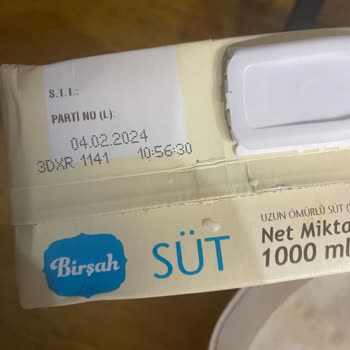 S.T.T.:
PARTİ NO (L):
04.02.2024
3DXR 1141 10:56:30
UZUN ÖMÜRLÜ SÜT
Birşah
SÜT
Net Mikta
1000 ml